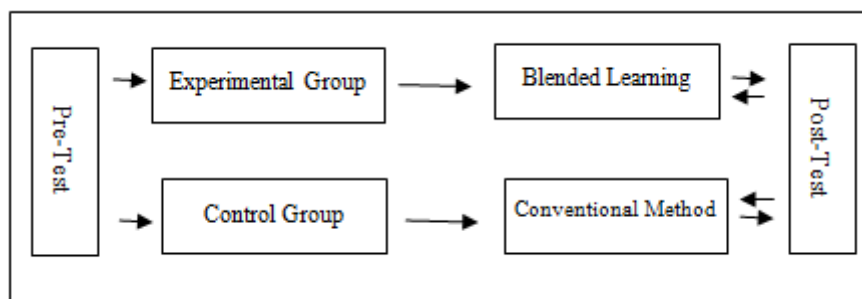 Pre-Test
Experimental Group
Blended Learning
Control Group
Conventional Method
Post-Test